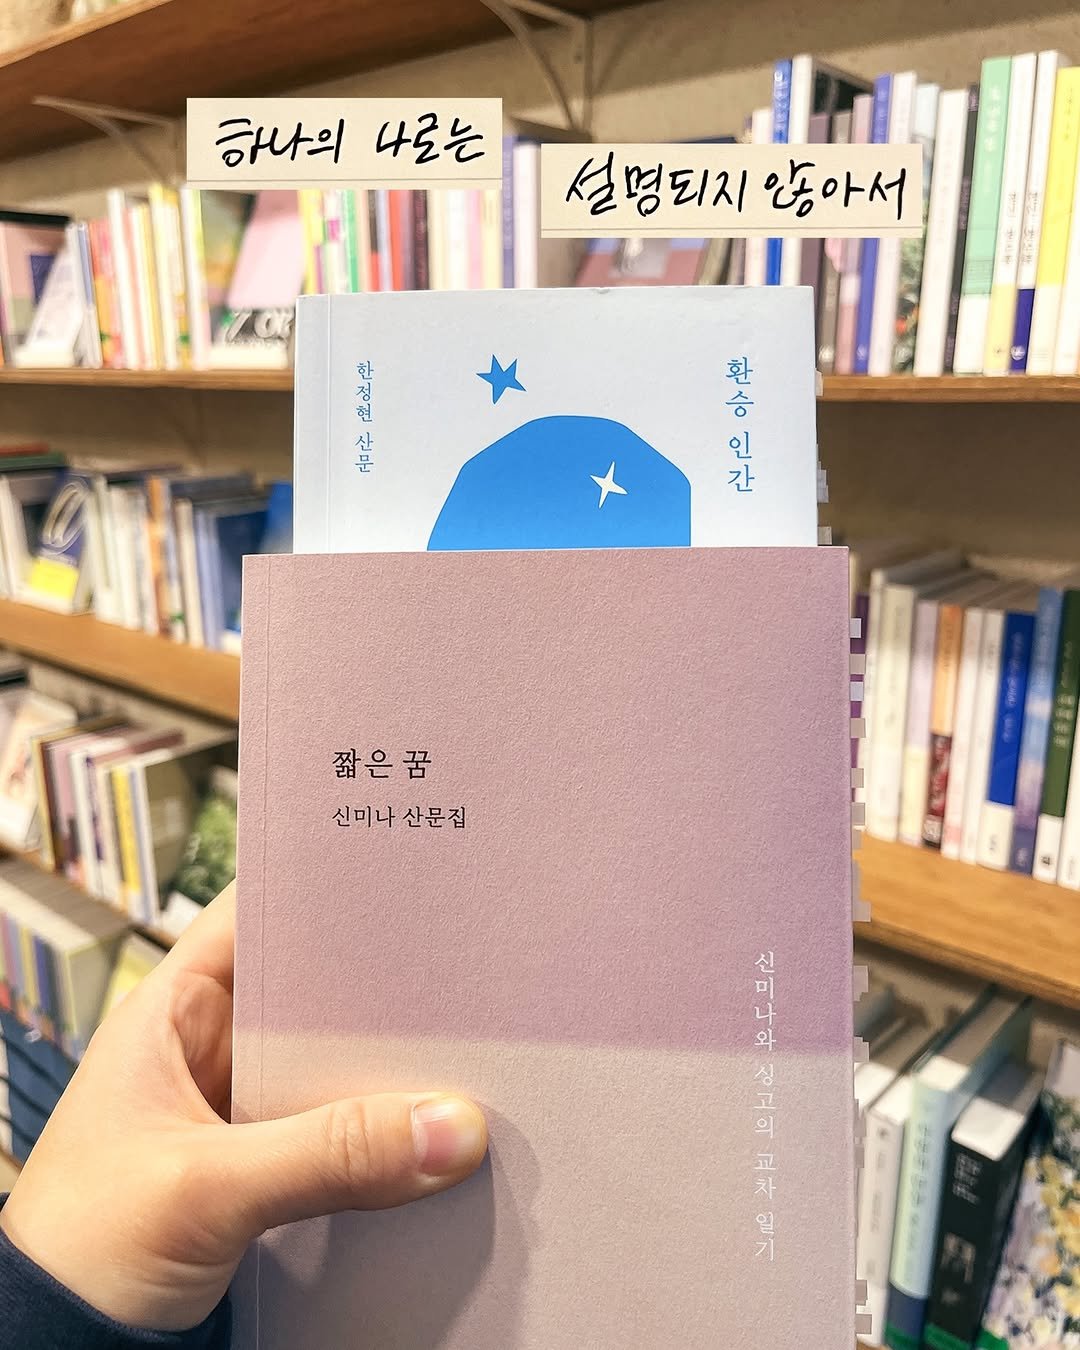 하나의 나로는
설명되지 않아서
한정현 산문
환승 인간
짧은 꿈
신미나 산문집
신미나와 싱고의 교차 일기